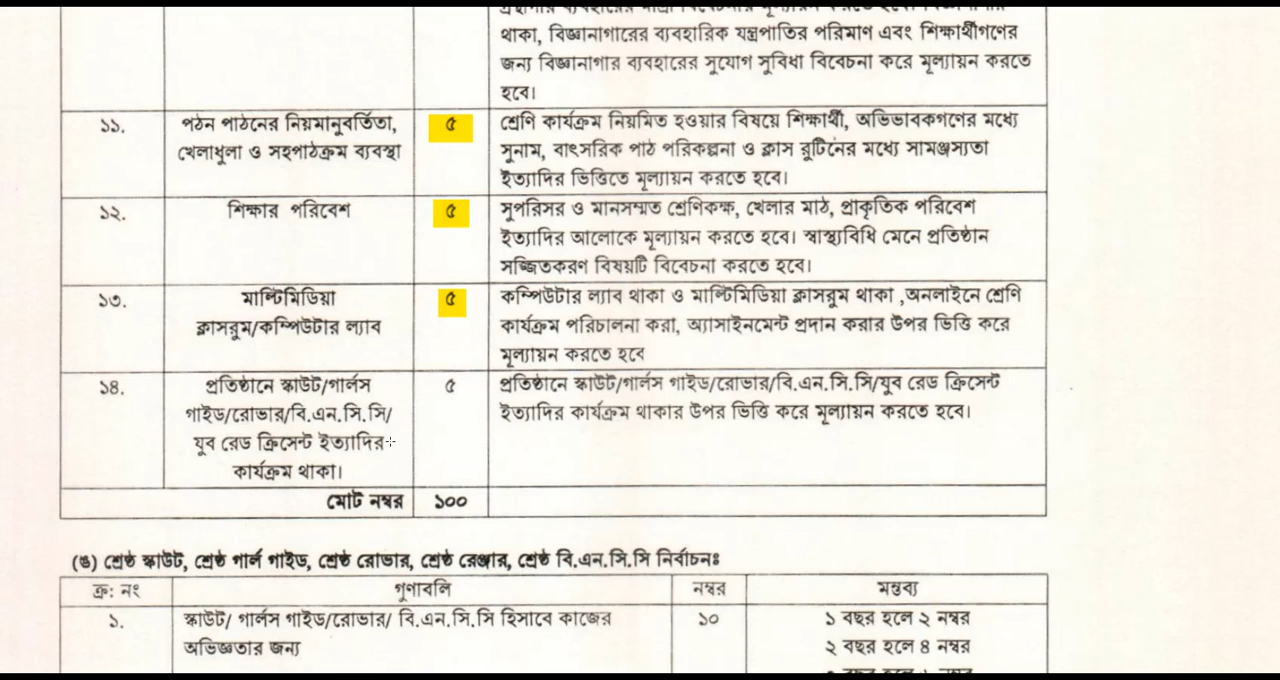 থাকা, বিজ্ঞানাগারের ব্যবহারিক যন্ত্রপাতির পরিমাণ এবং শিক্ষার্থীগণের
জন্য বিজ্ঞানাগার ব্যবহারের সুযোগ সুবিধা বিবেচনা করে মূল্যায়ন করতে
হবে।
১১.
পঠন পাঠনের নিয়মানুবর্তিতা,
খেলাধুলা ও সহপাঠক্রম ব্যবস্থা
৫
শ্রেণি কার্যক্রম নিয়মিত হওয়ার বিষয়ে শিক্ষার্থী, অভিভাবকগণের মধ্যে
সুনাম, বাৎসরিক পাঠ পরিকল্পনা ও ক্লাস রুটিনের মধ্যে সামঞ্জস্যতা
ইত্যাদির ভিত্তিতে মূল্যায়ন করতে হবে।
১২.
শিক্ষার পরিবেশ
৫
সুপরিসর ও মানসম্মত শ্রেণিকক্ষ, খেলার মাঠ, প্রাকৃতিক পরিবেশ
ইত্যাদির আলোকে মূল্যায়ন করতে হবে। স্বাস্থ্যবিধি মেনে প্রতিষ্ঠান
সজ্জিতকরণ বিষয়টি বিবেচনা করতে হবে।
১৩.
মাল্টিমিডিয়া
ক্লাসরুম/কম্পিউটার ল্যাব
৫
কম্পিউটার ল্যাব থাকা ও মাল্টিমিডিয়া ক্লাসরুম থাকা ,অনলাইনে শ্রেণি
কার্যক্রম পরিচালনা করা, অ্যাসাইনমেন্ট প্রদান করার উপর ভিত্তি করে
মূল্যায়ন করতে হবে
১৪.
প্রতিষ্ঠানে স্কাউট/গার্লস
গাইড/রোভার/বি.এন.সি.সি/
যুব রেড ক্রিসেন্ট ইত্যাদির
কার্যক্রম থাকা।
৫
প্রতিষ্ঠানে স্কাউট/গার্লস গাইড/রোভার/বি.এন.সি.সি/যুব রেড ক্রিসেন্ট
ইত্যাদির কার্যক্রম থাকার উপর ভিত্তি করে মূল্যায়ন করতে হবে।
মোট নম্বর
১০০
(ঙ) শ্রেষ্ঠ স্কাউট, শ্রেষ্ঠ গার্ল গাইড, শ্রেষ্ঠ রোভার, শ্রেষ্ঠ রেঞ্জার, শ্রেষ্ঠ বি.এন.সি.সি নির্বাচনঃ
ক্র: নং
গুণাবলি
নম্বর
মন্তব্য
১.
স্কাউট/ গার্লস গাইড/রোভার/ বি.এন.সি.সি হিসাবে কাজের
অভিজ্ঞতার জন্য
১০
১ বছর হলে ২ নম্বর
২ বছর হলে ৪ নম্বর